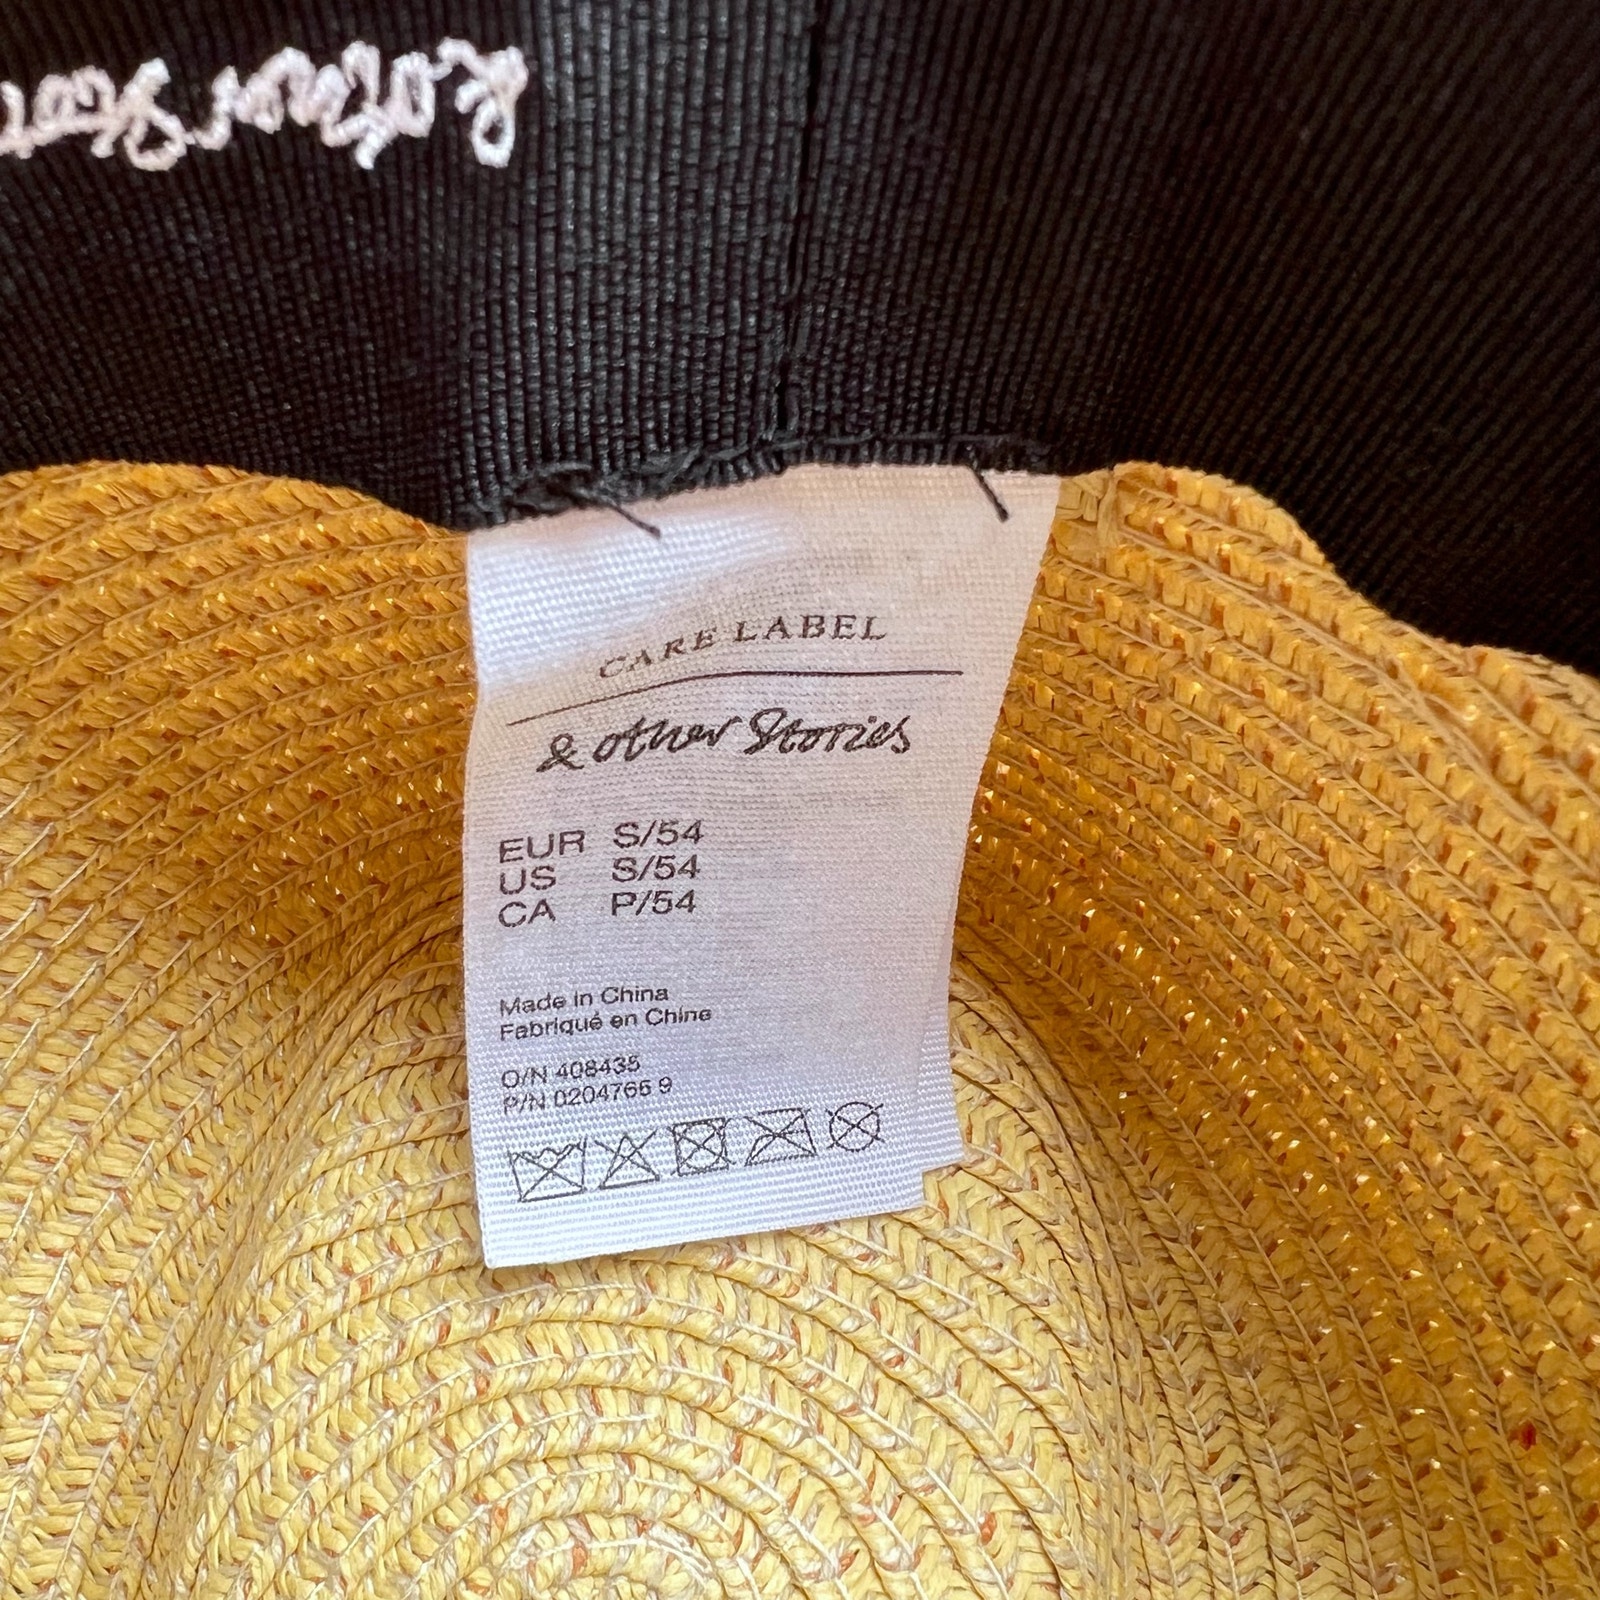 CARE LABEL
& other Stories
EUR S/54
US S/54
CA P/54
Made in China
Fabriqué en Chine
O/N 408435
P/N 0204765 9